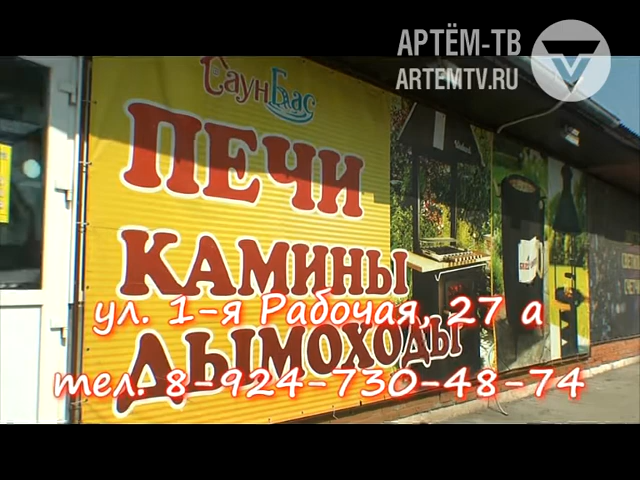 АРТЁМ-ТВ
ARTEMTV.RU
СаунБас
ПЕЧИ
КАМИНЫ
ул. 1-я Рабочая, 27 а
ДЫМОХОДЫ
тел. 8-924-730-48-74